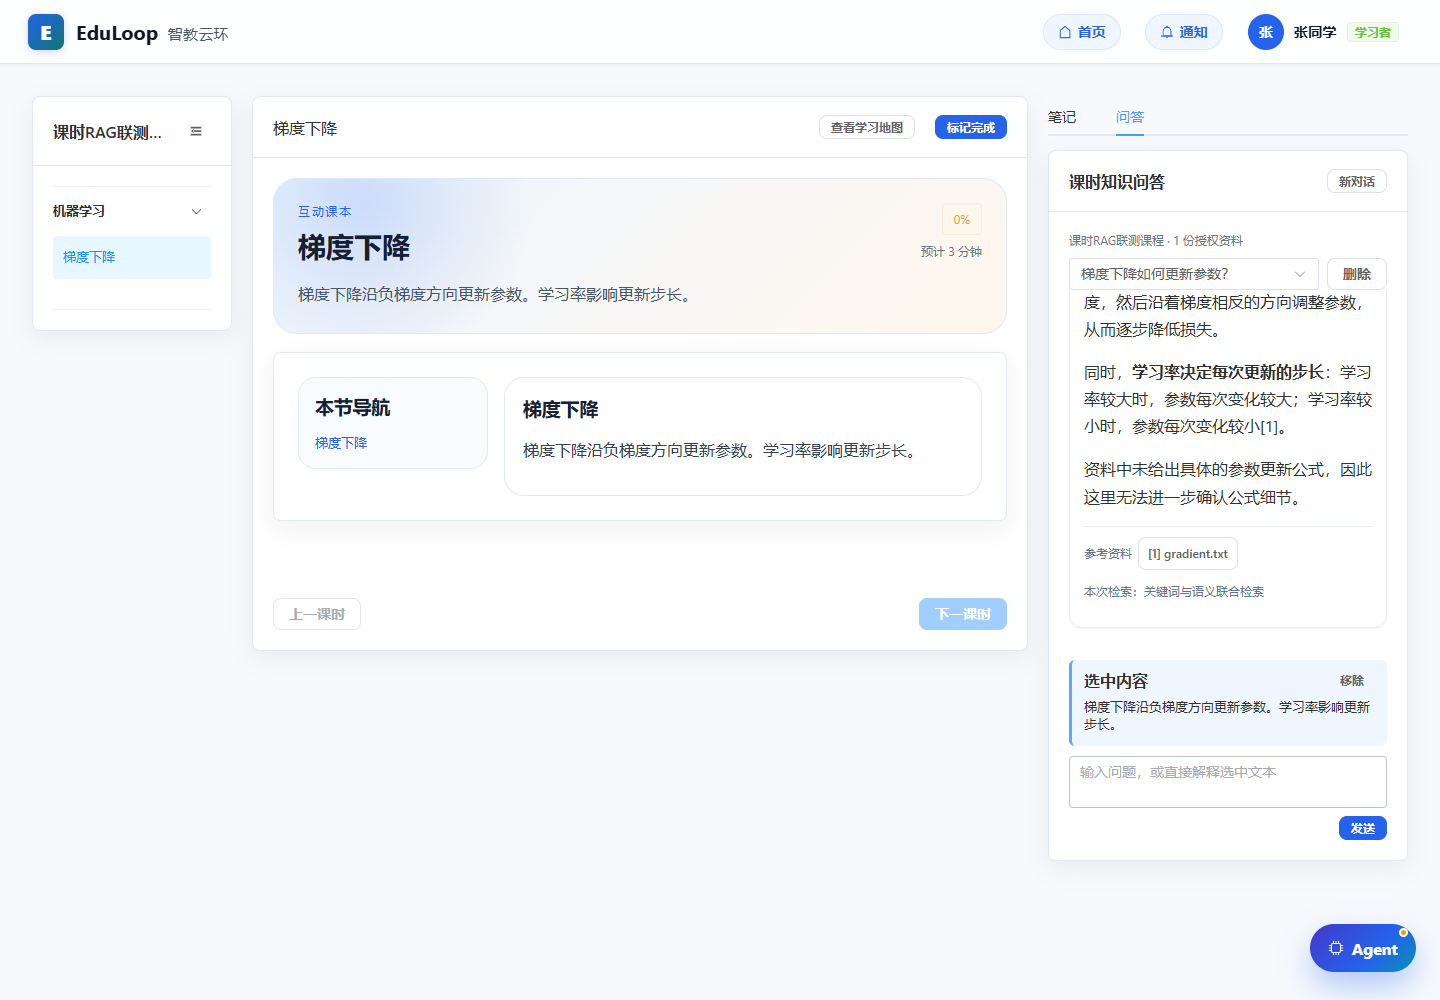 E EduLoop 智教云环
首页
通知
张 张同学 学习者
课时RAG联测...
机器学习
梯度下降
梯度下降
查看学习地图
标记完成
互动课本
梯度下降
梯度下降沿负梯度方向更新参数。学习率影响更新步长。
0%
预计 3 分钟
本节导航
梯度下降
梯度下降
梯度下降沿负梯度方向更新参数。学习率影响更新步长。
上一课时
下一课时
笔记
问答
课时知识问答
新对话
课时RAG联测课程 · 1 份授权资料
梯度下降如何更新参数？
删除
度，然后沿着梯度相反的方向调整参数，
从而逐步降低损失。
同时，学习率决定每次更新的步长：学习
率较大时，参数每次变化较大；学习率较
小时，参数每次变化较小[1]。
资料中未给出具体的参数更新公式，因此
这里无法进一步确认公式细节。
参考资料 [1] gradient.txt
本次检索：关键词与语义联合检索
选中内容
移除
梯度下降沿负梯度方向更新参数。学习率影响更新
步长。
输入问题，或直接解释选中文本
发送
Agent